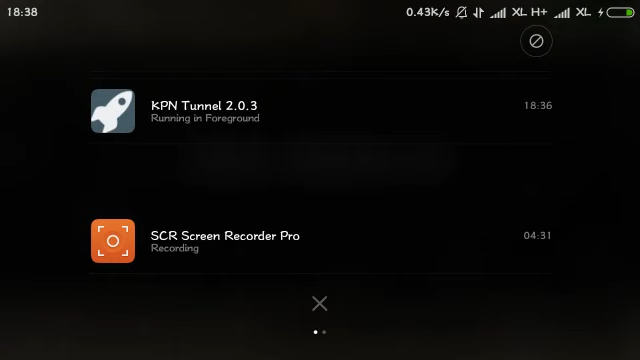 18:38 0.43K/s XL H+ XL
KPN Tunnel 2.0.3 18:36
Running in Foreground
SCR Screen Recorder Pro 04:31
Recording